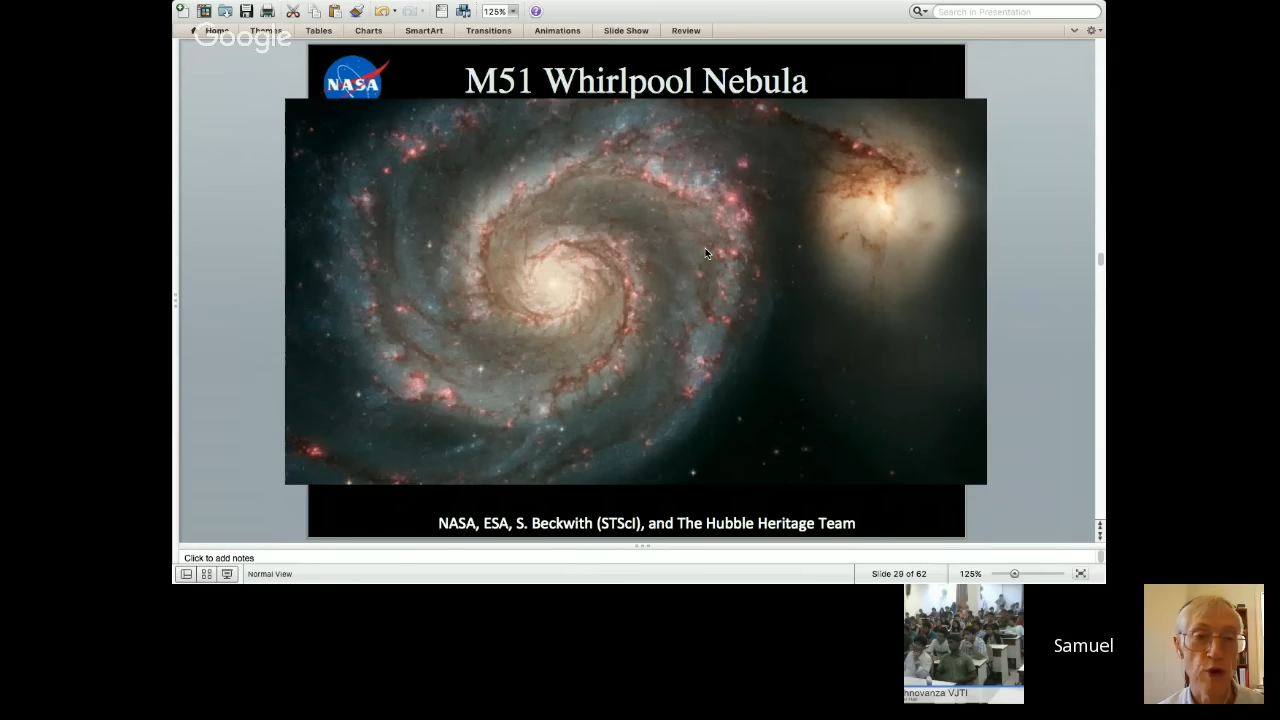 125%
Search in Presentation
Home Themes Tables Charts SmartArt Transitions Animations Slide Show Review
Google
NASA
M51 Whirlpool Nebula
NASA, ESA, S. Beckwith (STScI), and The Hubble Heritage Team
Click to add notes
Normal View
Slide 29 of 62
125%
Samuel
hnovanza VJTI